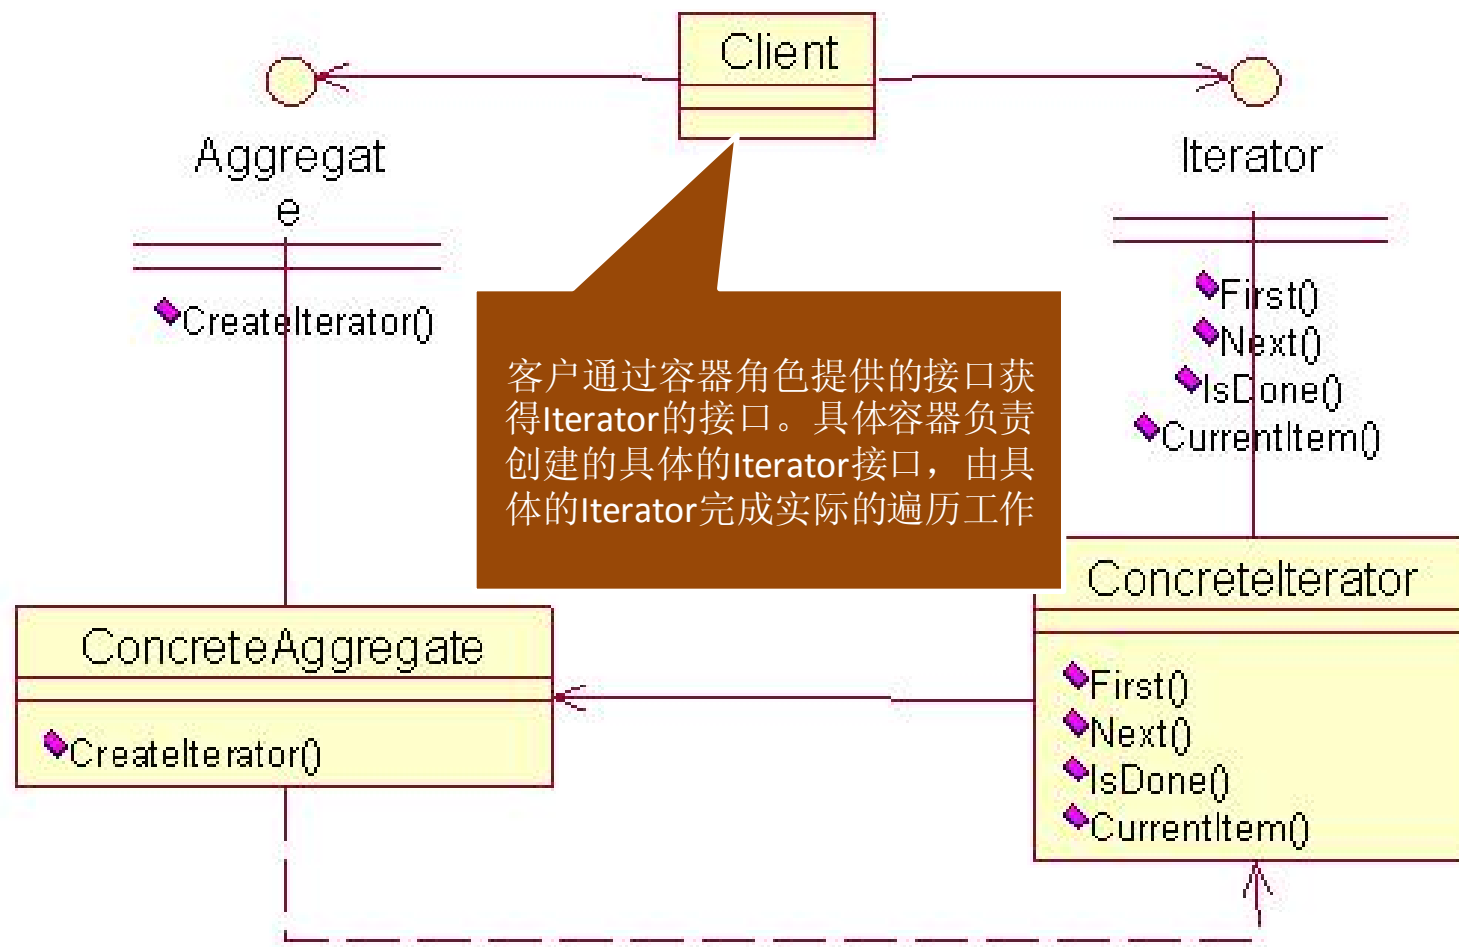 Client
Aggregat
e
Iterator
CreateIterator()
First()
Next()
IsDone()
CurrentItem()
客户通过容器角色提供的接口获
得Iterator的接口。具体容器负责
创建的具体的Iterator接口，由具
体的Iterator完成实际的遍历工作
ConcreteAggregate
CreateIterator()
ConcreteIterator
First()
Next()
IsDone()
CurrentItem()